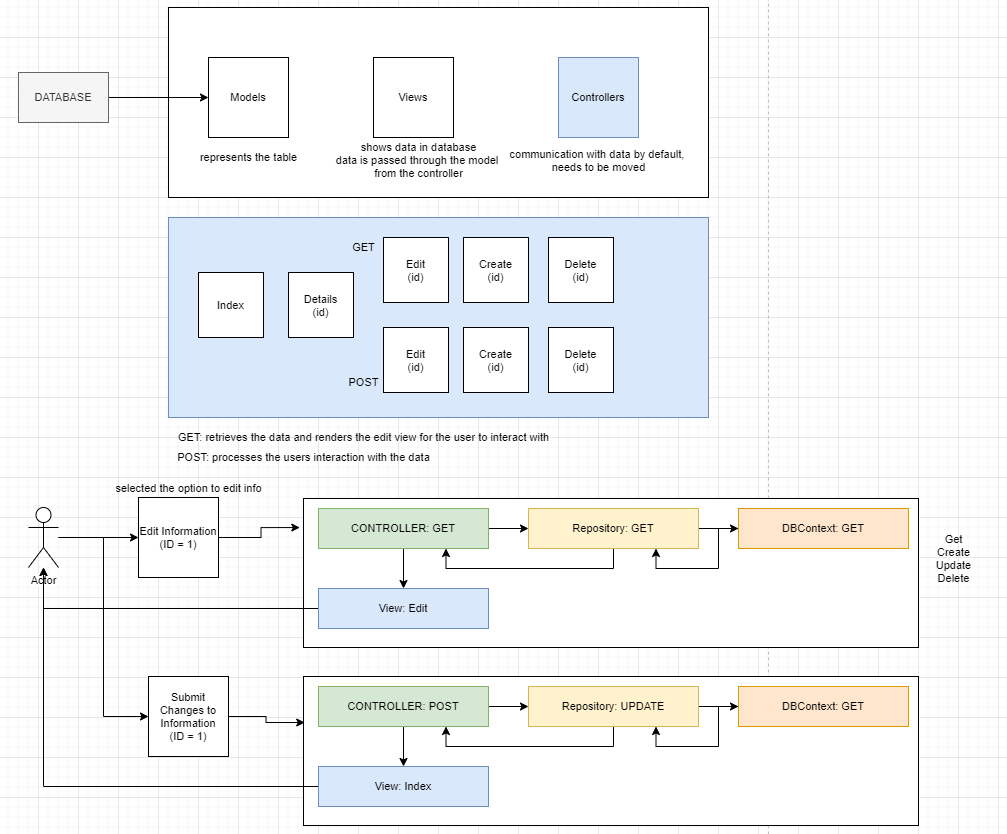 DATABASE
Models
Views
Controllers
represents the table
shows data in database
data is passed through the model
from the controller
communication with data by default,
needs to be moved
GET
Edit
(id)
Create
(id)
Delete
(id)
Index
Details
(id)
POST
Edit
(id)
Create
(id)
Delete
(id)
GET: retrieves the data and renders the edit view for the user to interact with
POST: processes the users interaction with the data
selected the option to edit info
Actor
Edit Information
(ID = 1)
CONTROLLER: GET
Repository: GET
DBContext: GET
View: Edit
Get
Create
Update
Delete
Submit
Changes to
Information
(ID = 1)
CONTROLLER: POST
Repository: UPDATE
DBContext: GET
View: Index